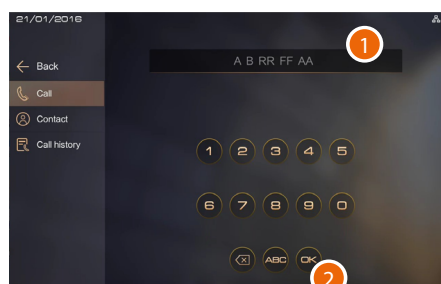 21/01/2016
1
A B RR FF AA
Back
Call
Contact
Call history
1 2 3 4 5
6 7 8 9 0
ABC OK
2